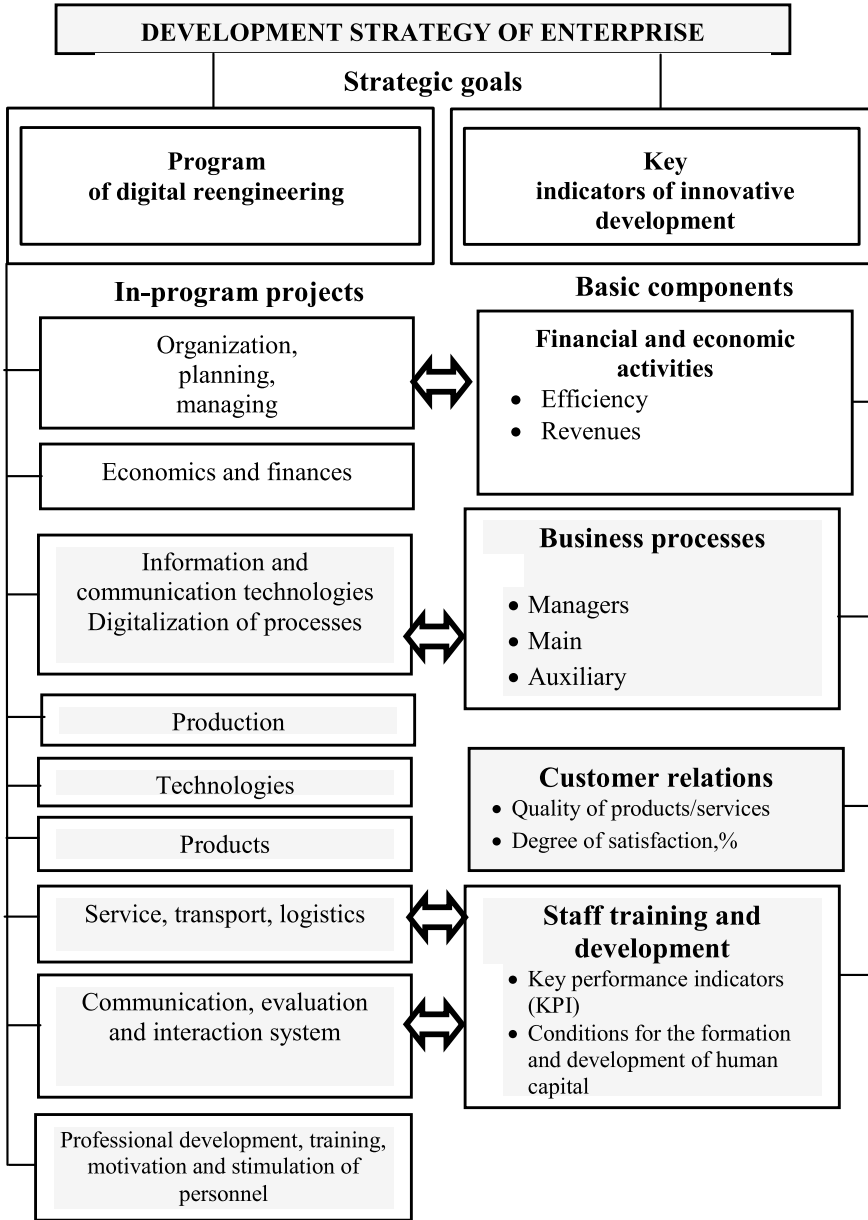 DEVELOPMENT STRATEGY OF ENTERPRISE
Strategic goals
Program
of digital reengineering
Key
indicators of innovative
development
In-program projects
Organization,
planning,
managing
Economics and finances
Information and
communication technologies
Digitalization of processes
Production
Technologies
Products
Service, transport, logistics
Communication, evaluation
and interaction system
Professional development, training,
motivation and stimulation of
personnel
Basic components
Financial and economic
activities
• Efficiency
• Revenues
Business processes
• Managers
• Main
• Auxiliary
Customer relations
• Quality of products/services
• Degree of satisfaction,%
Staff training and
development
• Key performance indicators
(KPI)
• Conditions for the formation
and development of human
capital